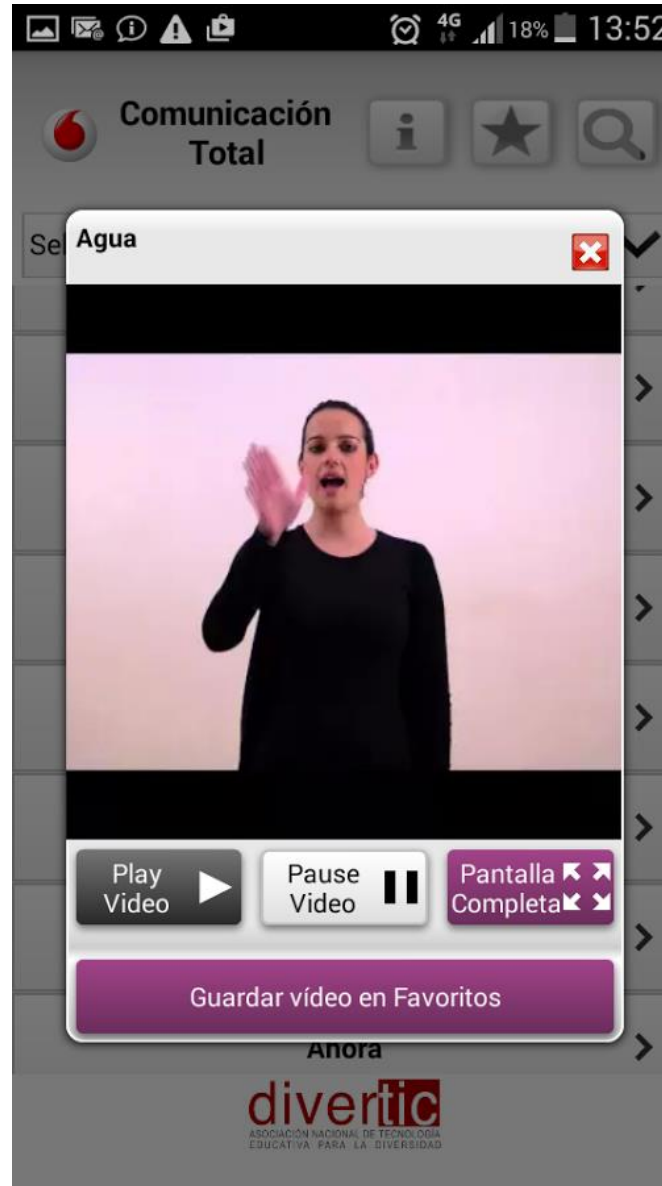 4G 18% 13:52
Comunicación
Total
Sel
Agua
Play
Video
Pause
Video
Pantalla
Completa
Guardar vídeo en Favoritos
Ahora
divertic
ASOCIACIÓN NACIONAL DE TECNOLOGÍA
EDUCATIVA PARA LA DIVERSIDAD